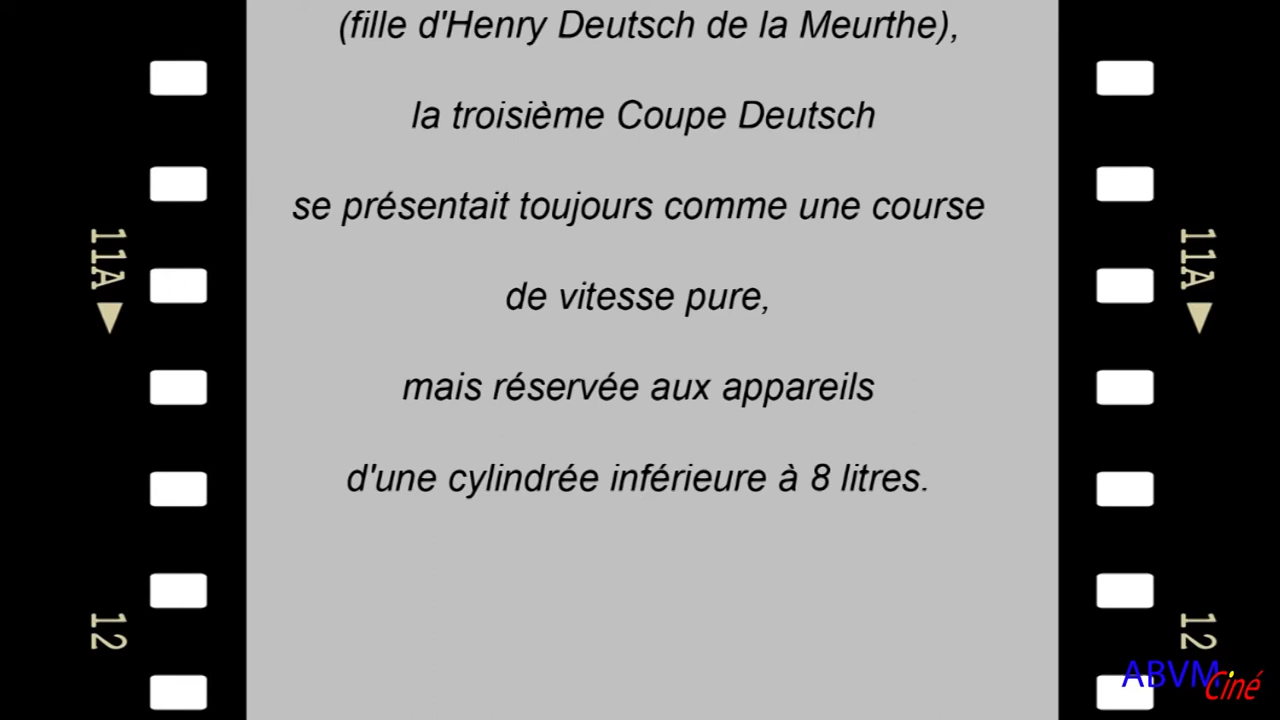 (fille d'Henry Deutsch de la Meurthe),
la troisième Coupe Deutsch
se présentait toujours comme une course
de vitesse pure,
mais réservée aux appareils
d'une cylindrée inférieure à 8 litres.
11A
11A
12
12
ABVM Ciné